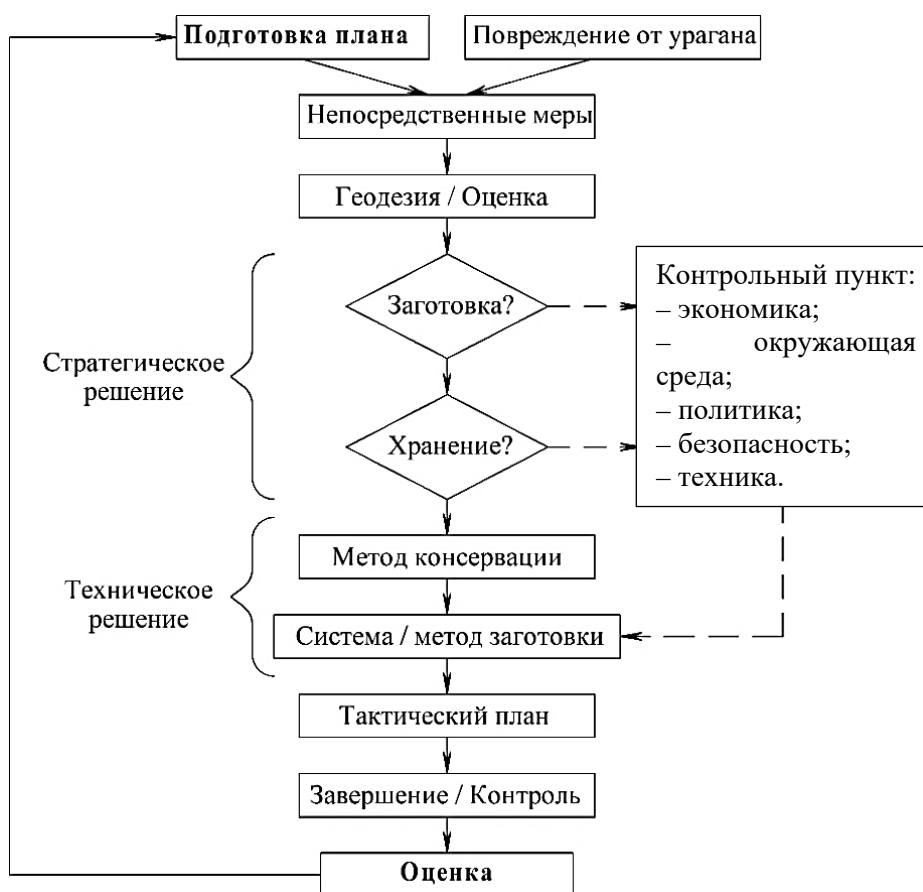 Подготовка плана
Повреждение от урагана
Непосредственные меры
Геодезия / Оценка
Заготовка?
Контрольный пункт:
– экономика;
– окружающая
среда;
– политика;
– безопасность;
– техника.
Стратегическое
решение
Хранение?
Метод консервации
Техническое
решение
Система / метод заготовки
Тактический план
Завершение / Контроль
Оценка